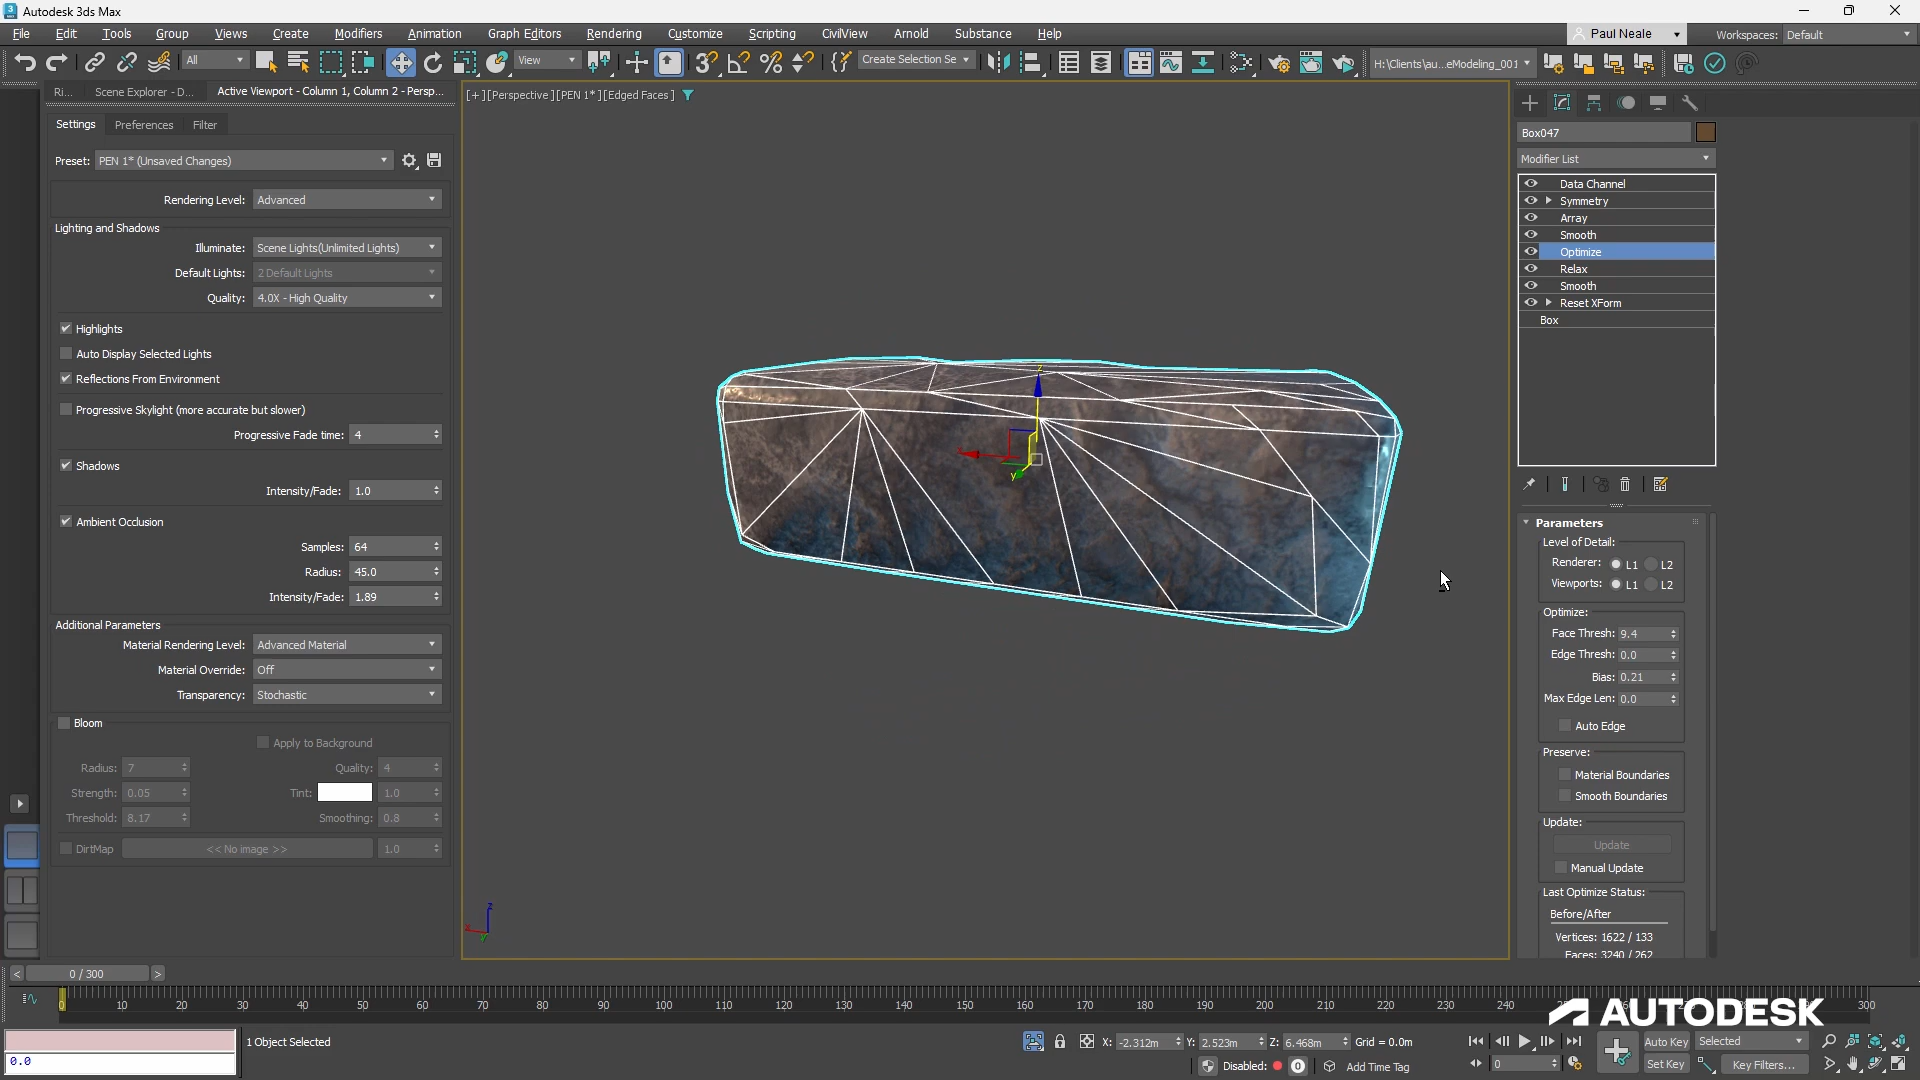 Autodesk 3ds Max
File Edit Tools Group Views Create Modifiers Animation Graph Editors Rendering Customize Scripting CivilView Arnold Substance Help
Paul Neale
Workspaces: Default
All
View
Create Selection Se
H:\Clients\au...eModeling_001
Ri... Scene Explorer - D... Active Viewport - Column 1, Column 2 - Persp...
Settings Preferences Filter
Preset: PEN 1* (Unsaved Changes)
Rendering Level: Advanced
Lighting and Shadows
Illuminate: Scene Lights(Unlimited Lights)
Default Lights: 2 Default Lights
Quality: 4.0X - High Quality
Highlights
Auto Display Selected Lights
Reflections From Environment
Progressive Skylight (more accurate but slower)
Progressive Fade time: 4
Shadows
Intensity/Fade: 1.0
Ambient Occlusion
Samples: 64
Radius: 45.0
Intensity/Fade: 1.89
Additional Parameters
Material Rendering Level: Advanced Material
Material Override: Off
Transparency: Stochastic
Bloom
Apply to Background
Radius: 7 Quality: 4
Strength: 0.05 Tint: 1.0
Threshold: 8.17 Smoothing: 0.8
DirtMap << No image >> 1.0
[+] [Perspective] [PEN 1* ] [Edged Faces ]
z
y
z
x
y
Box047
Modifier List
Data Channel
Symmetry
Array
Smooth
Optimize
Relax
Smooth
Reset XForm
Box
Parameters
Level of Detail:
Renderer: L1 L2
Viewports: L1 L2
Optimize:
Face Thresh: 9.4
Edge Thresh: 0.0
Bias: 0.21
Max Edge Len: 0.0
Auto Edge
Preserve:
Material Boundaries
Smooth Boundaries
Update:
Update
Manual Update
Last Optimize Status:
Before/After
Vertices: 1622 / 133
Faces: 3240 / 262
< 0 / 300 >
0 10 20 30 40 50 60 70 80 90 100 110 120 130 140 150 160 170 180 190 200 210 220 230 240 300
AUTODESK
0.0
1 Object Selected
X: -2.312m Y: 2.523m Z: 6.468m Grid = 0.0m
Disabled: 0 Add Time Tag
0
Auto Key Selected
Set Key Key Filters...